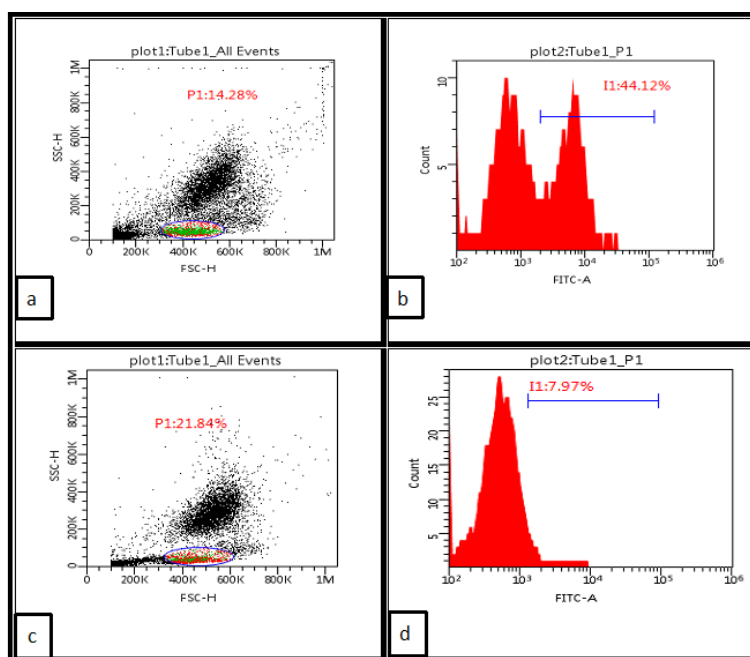 plot1:Tube1_All Events
P1:14.28%
1M
800K
600K
400K
200K
0
SSC-H
0 200K 400K 600K 800K 1M
FSC-H
a
plot2:Tube1_P1
I1:44.12%
10
5
Count
10² 10³ 10⁴ 10⁵ 10⁶
FITC-A
b
plot1:Tube1_All Events
P1:21.84%
1M
800K
600K
400K
200K
0
SSC-H
0 200K 400K 600K 800K 1M
FSC-H
c
plot2:Tube1_P1
I1:7.97%
25
20
15
10
5
Count
10² 10³ 10⁴ 10⁵ 10⁶
FITC-A
d